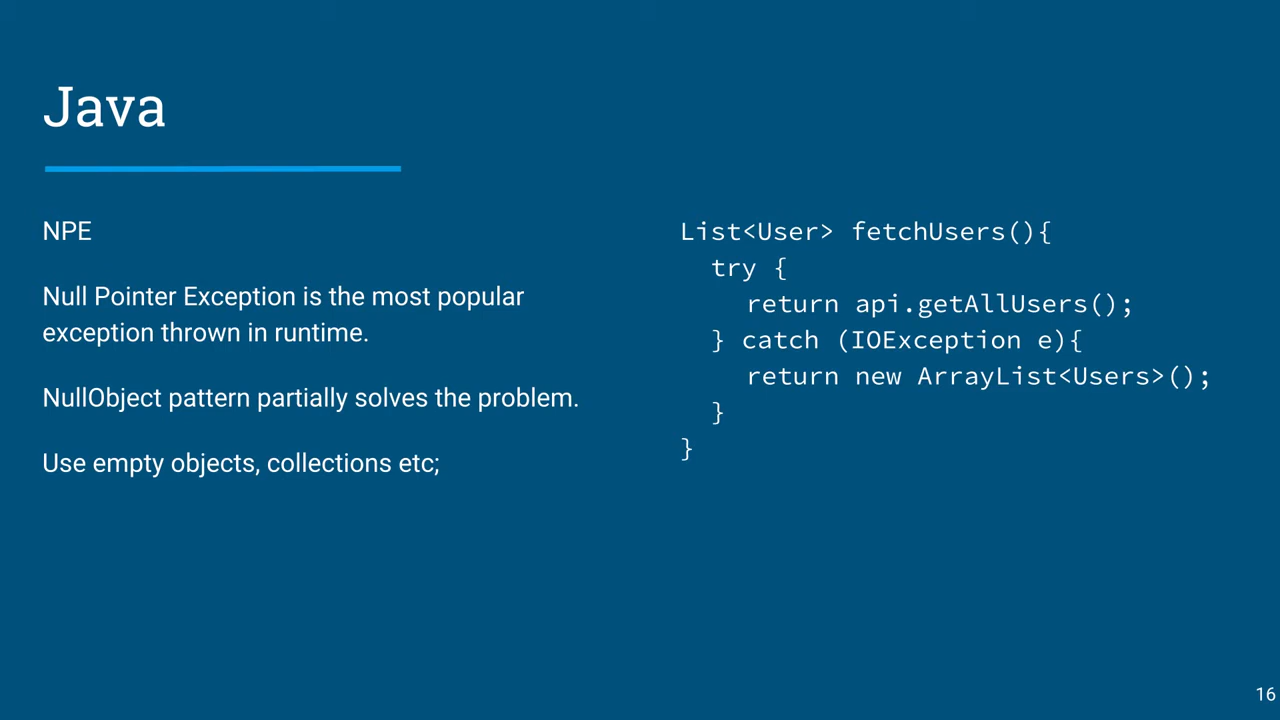 Java
NPE
Null Pointer Exception is the most popular
exception thrown in runtime.
NullObject pattern partially solves the problem.
Use empty objects, collections etc;
List<User> fetchUsers(){
  try {
    return api.getAllUsers();
  } catch (IOException e){
    return new ArrayList<Users>();
  }
}
16